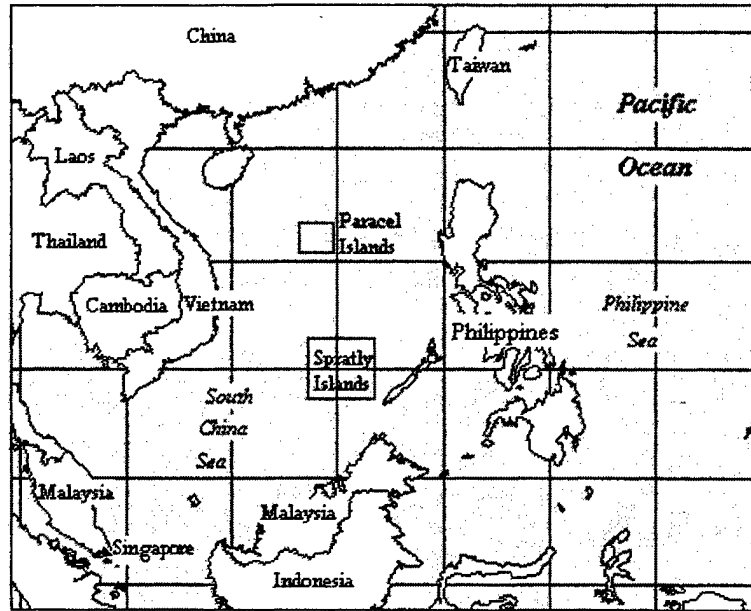 China
Taiwan
Pacific
Ocean
Laos
Paracel
Islands
Thailand
Cambodia
Vietnam
Philippine
Sea
Philippines
Spratly
Islands
South
China
Sea
Malaysia
Malaysia
Singapore
Indonesia